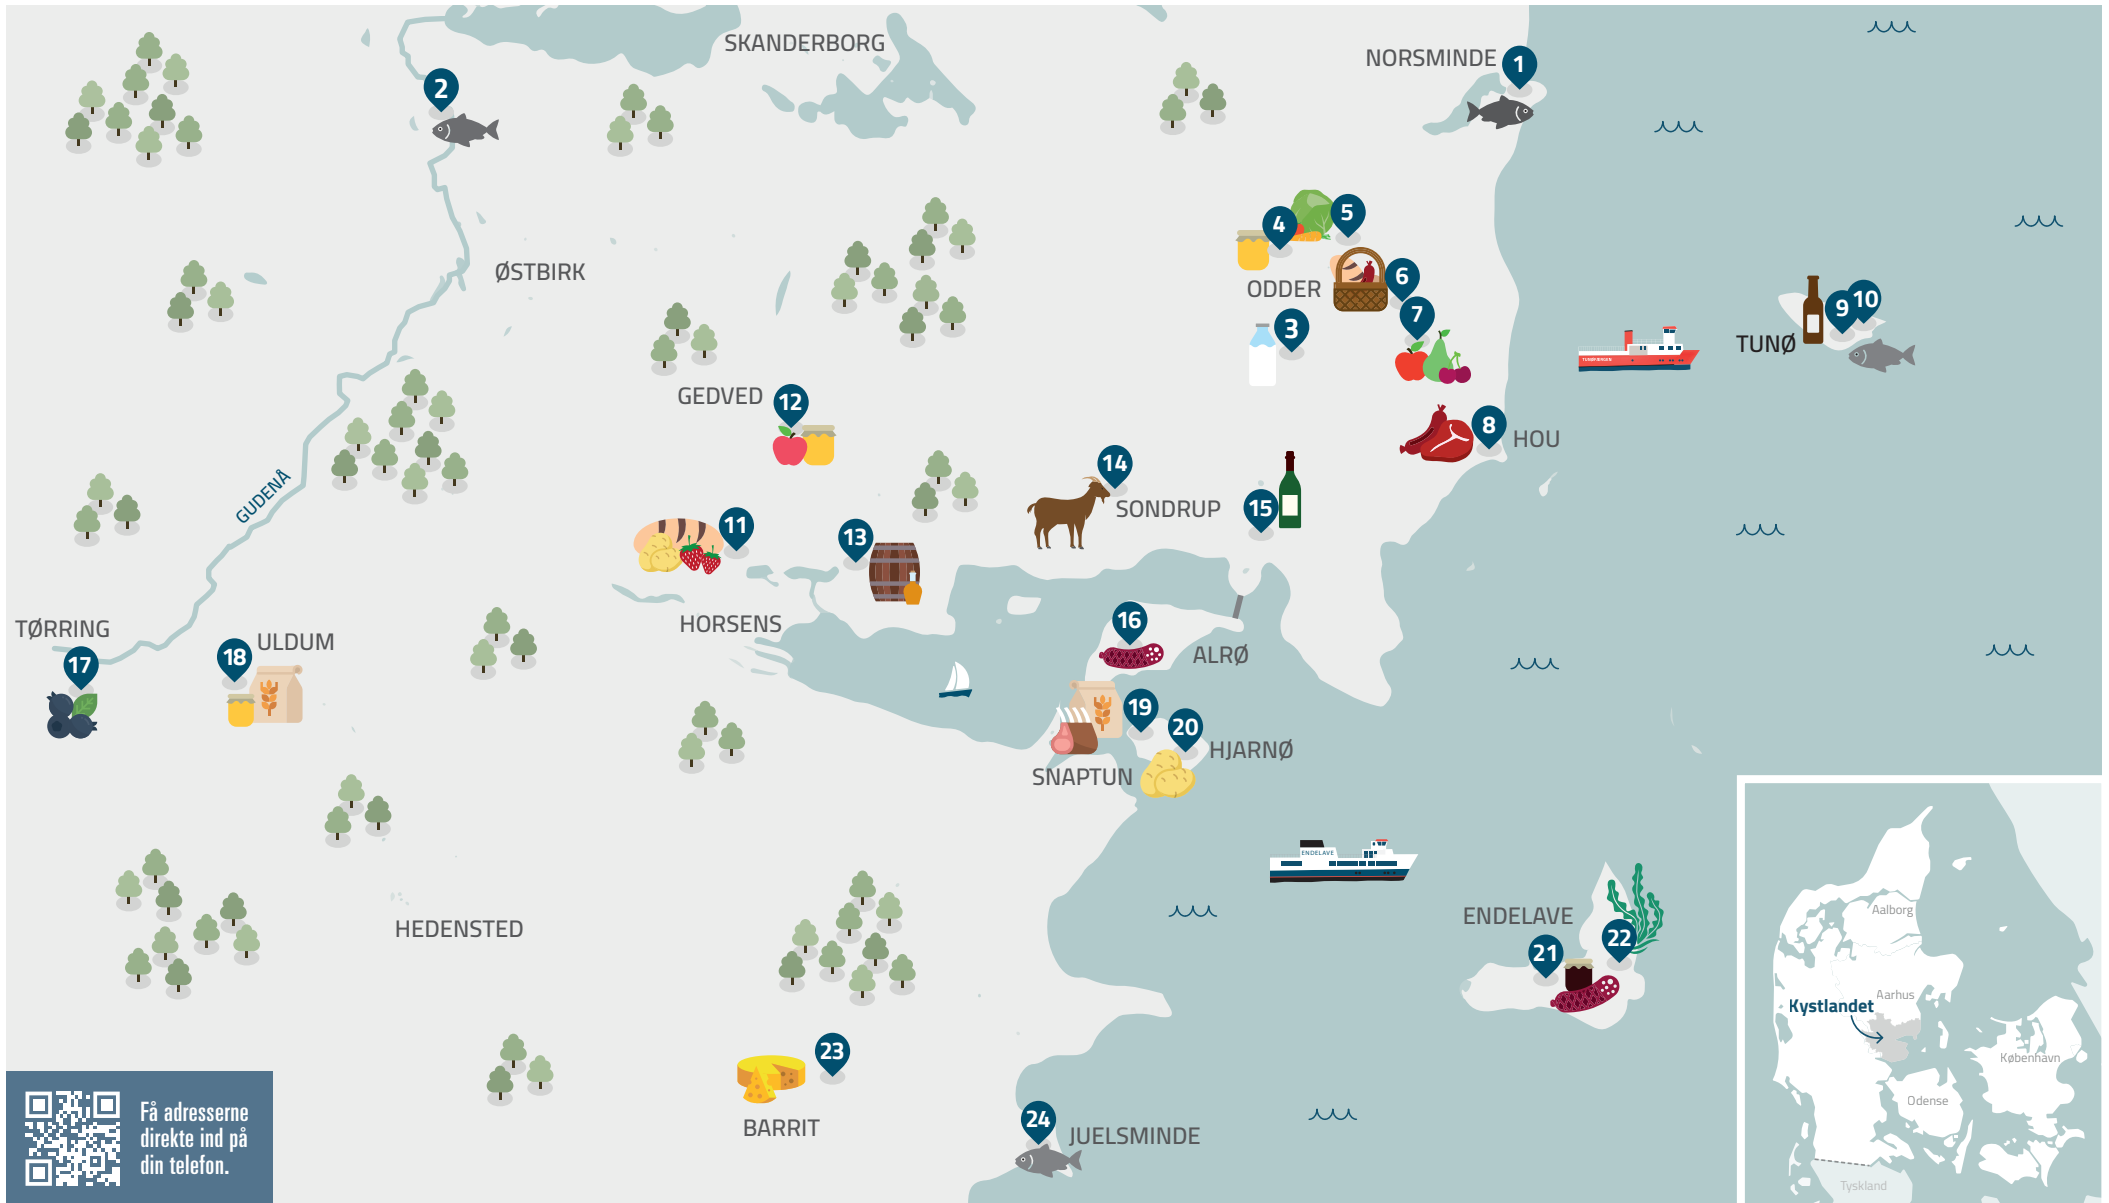 SKANDERBORG
NORSMINDE
1
2
4
5
ØSTBIRK
ODDER
6
7
3
9
10
TUNØ
TUNØFÆRGEN
GEDVED
12
8
HOU
14
SONDRUP
15
GUDENÅ
11
13
HORSENS
16
ALRØ
TØRRING
17
18
ULDUM
19
20
HJARNØ
SNAPTUN
ENDELAVE
ENDELAVE
21
22
HEDENSTED
23
BARRIT
24
JUELSMINDE
Få adresserne
direkte ind på
din telefon.
Aalborg
Aarhus
Kystlandet
København
Odense
Tyskland